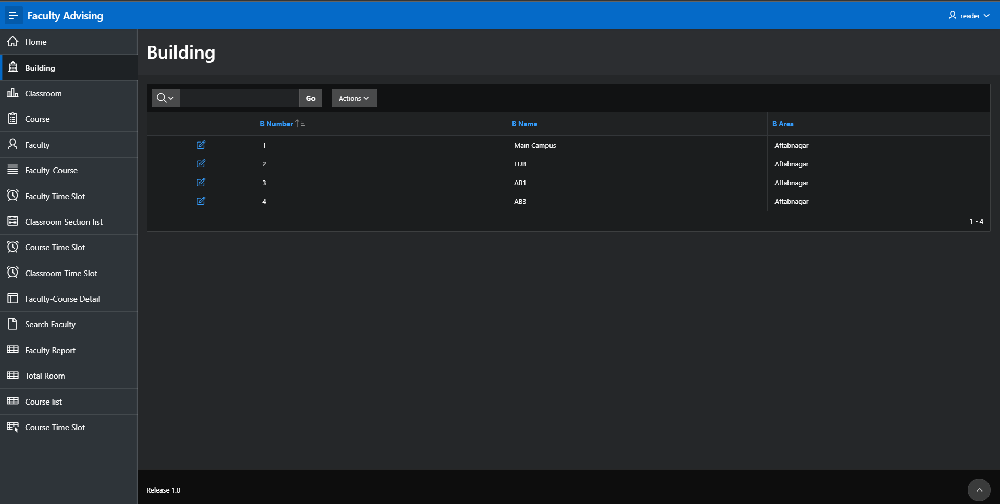 Faculty Advising
reader
Home
Building
Classroom
Course
Faculty
Faculty_Course
Faculty Time Slot
Classroom Section list
Course Time Slot
Classroom Time Slot
Faculty-Course Detail
Search Faculty
Faculty Report
Total Room
Course list
Course Time Slot
Building
Go Actions
B Number B Name B Area
1 Main Campus Aftabnagar
2 FUB Aftabnagar
3 AB1 Aftabnagar
4 AB3 Aftabnagar
1 - 4
Release 1.0